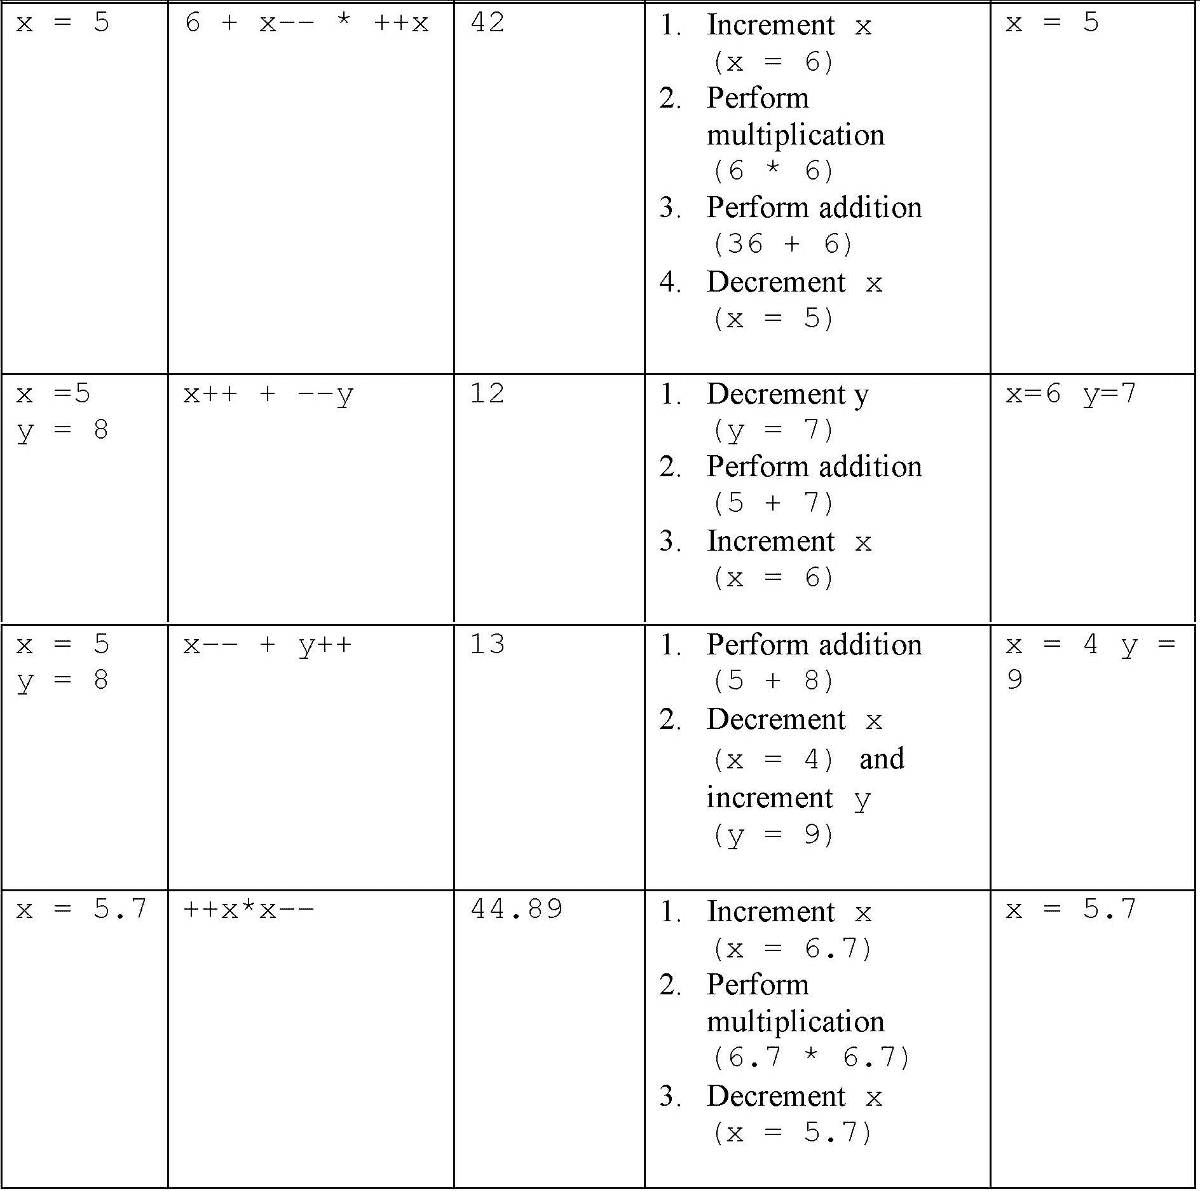 x = 5
6 + x-- * ++x
42
1. Increment x
(x = 6)
2. Perform
multiplication
(6 * 6)
3. Perform addition
(36 + 6)
4. Decrement x
(x = 5)
x = 5
x =5
y = 8
x++ + --y
12
1. Decrement y
(y = 7)
2. Perform addition
(5 + 7)
3. Increment x
(x = 6)
x=6 y=7
x = 5
y = 8
x-- + y++
13
1. Perform addition
(5 + 8)
2. Decrement x
(x = 4) and
increment y
(y = 9)
x = 4 y =
9
x = 5.7
++x*x--
44.89
1. Increment x
(x = 6.7)
2. Perform
multiplication
(6.7 * 6.7)
3. Decrement x
(x = 5.7)
x = 5.7